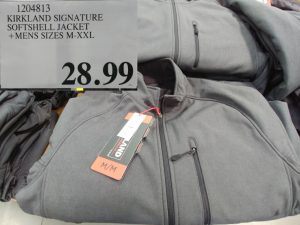 1204813
KIRKLAND SIGNATURE
SOFTSHELL JACKET
+MENS SIZES M-XXL
28.99
M/M